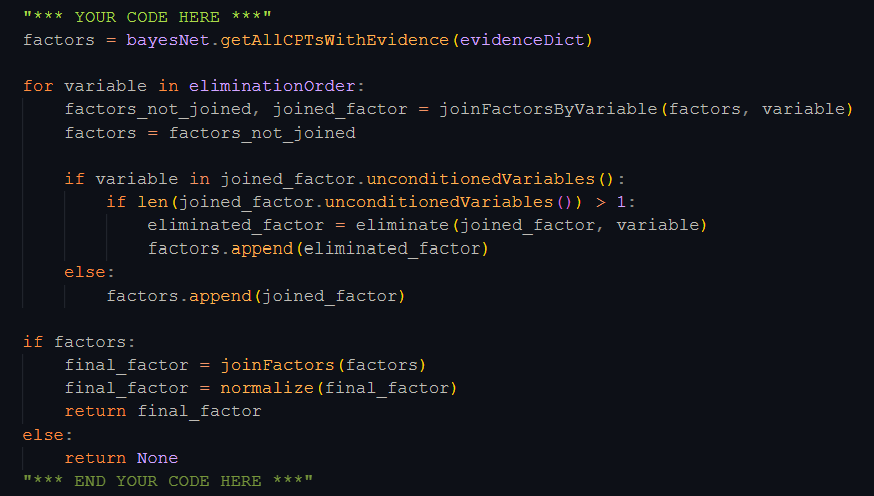 "*** YOUR CODE HERE ***"
factors = bayesNet.getAllCPTsWithEvidence(evidenceDict)

for variable in eliminationOrder:
    factors_not_joined, joined_factor = joinFactorsByVariable(factors, variable)
    factors = factors_not_joined

    if variable in joined_factor.unconditionedVariables():
        if len(joined_factor.unconditionedVariables()) > 1:
            eliminated_factor = eliminate(joined_factor, variable)
            factors.append(eliminated_factor)
    else:
        factors.append(joined_factor)

if factors:
    final_factor = joinFactors(factors)
    final_factor = normalize(final_factor)
    return final_factor
else:
    return None
"*** END YOUR CODE HERE ***"